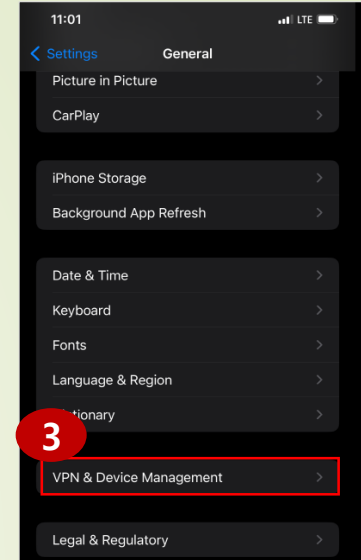 11:01
LTE
Settings
General
Picture in Picture
CarPlay
iPhone Storage
Background App Refresh
Date & Time
Keyboard
Fonts
Language & Region
tionary
3
VPN & Device Management
Legal & Regulatory